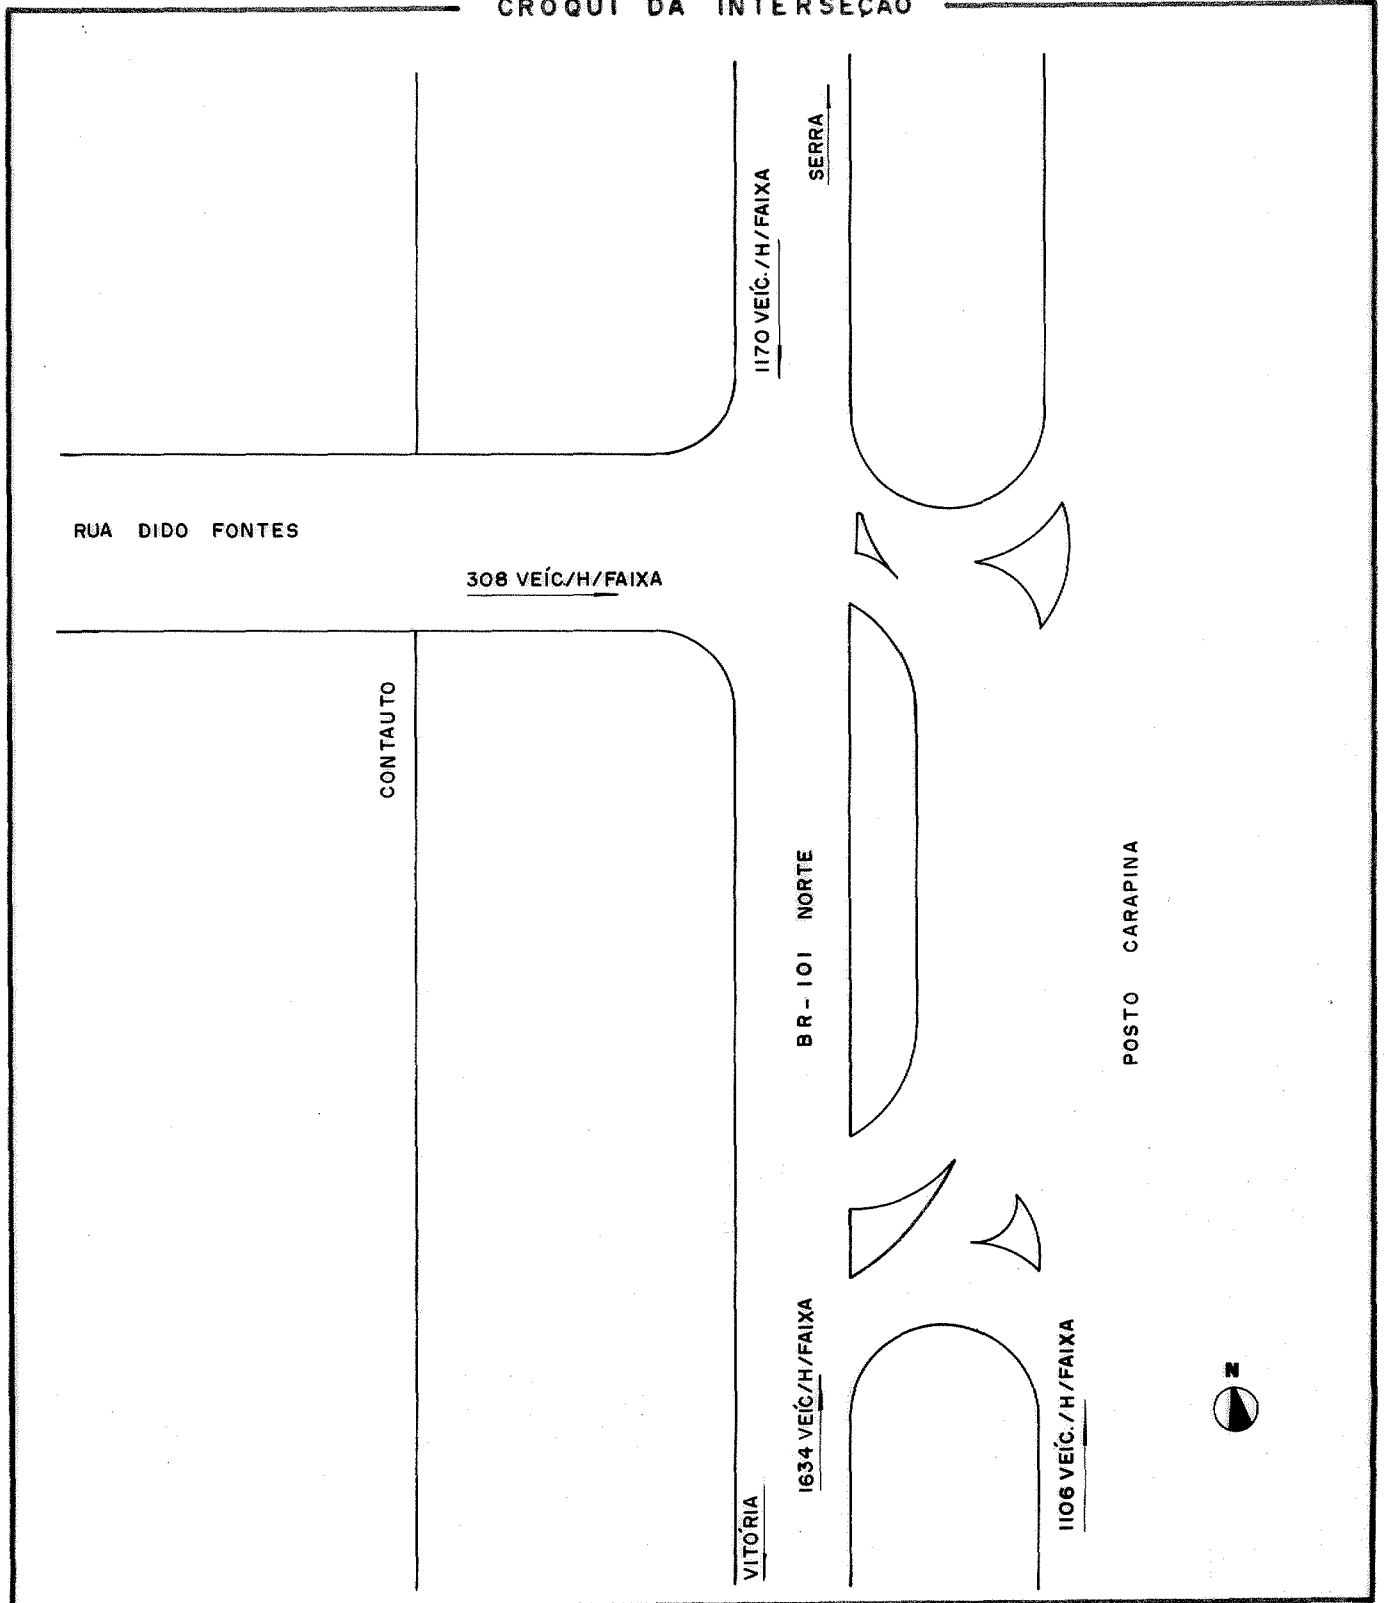 CROQUI DA INTERSEÇÃO
SERRA
1170 VEÍC./H/FAIXA
RUA DIDO FONTES
308 VEÍC/H/FAIXA
CONTAUTO
BR-101 NORTE
POSTO CARAPINA
1634 VEÍC/H/FAIXA
1106 VEÍC./H/FAIXA
N
VITÓRIA